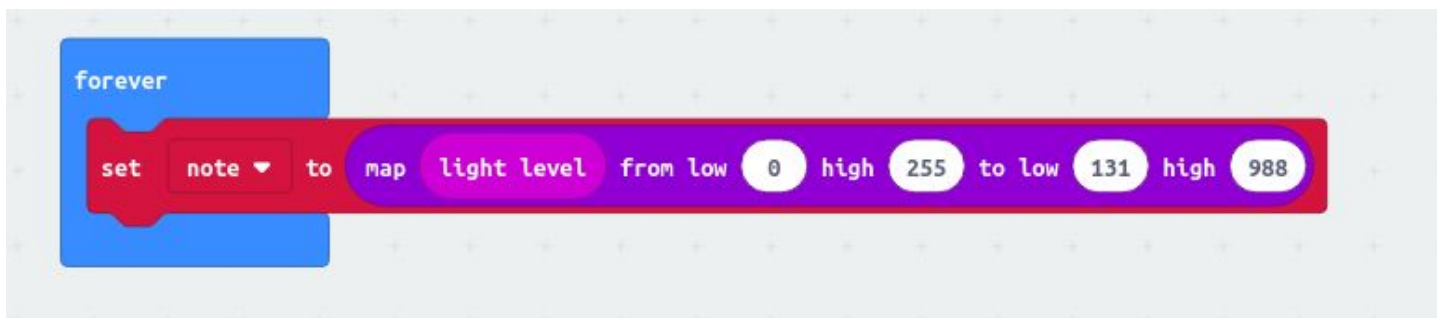 forever
set note to map light level from low 0 high 255 to low 131 high 988